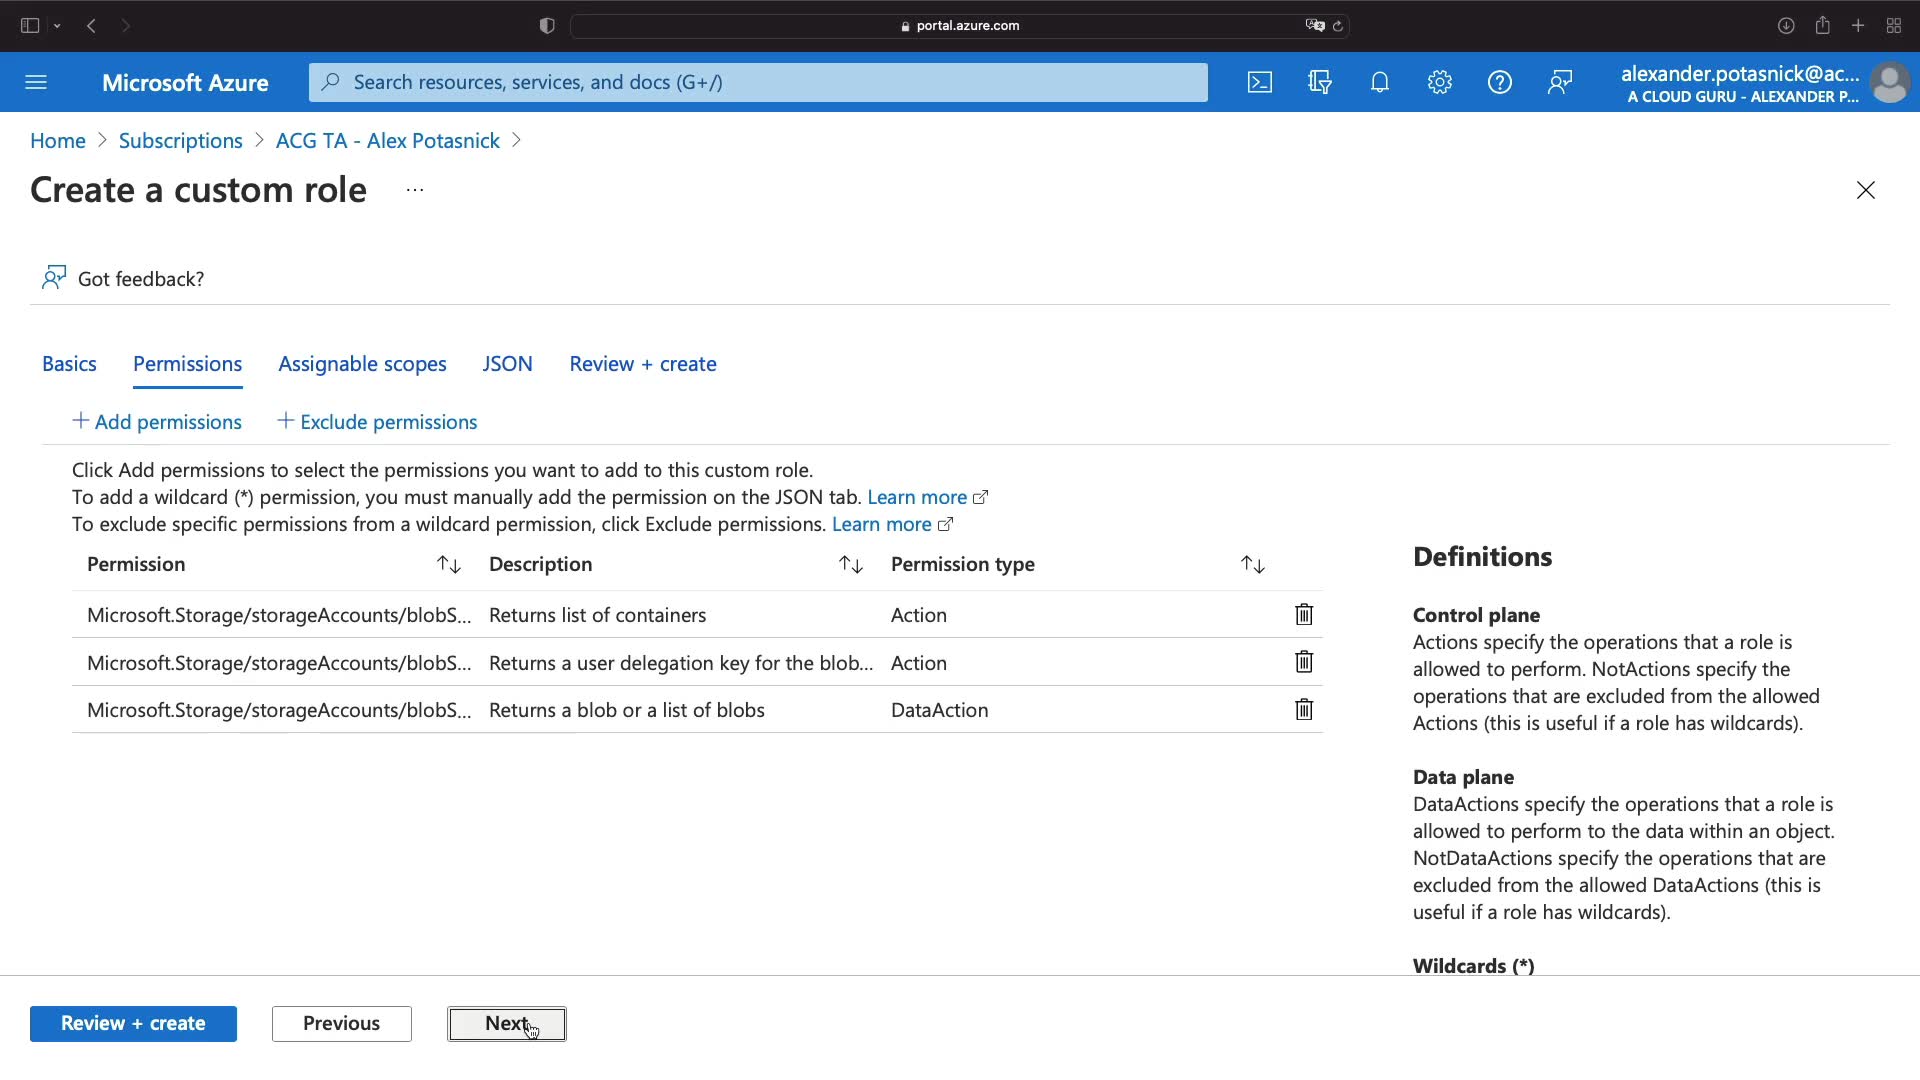 portal.azure.com
Microsoft Azure
Search resources, services, and docs (G+/)
alexander.potasnick@ac...
A CLOUD GURU - ALEXANDER P...
Home > Subscriptions > ACG TA - Alex Potasnick >
Create a custom role ...
Got feedback?
Basics Permissions Assignable scopes JSON Review + create
+ Add permissions + Exclude permissions
Click Add permissions to select the permissions you want to add to this custom role.
To add a wildcard (*) permission, you must manually add the permission on the JSON tab. Learn more
To exclude specific permissions from a wildcard permission, click Exclude permissions. Learn more
Permission Description Permission type
Microsoft.Storage/storageAccounts/blobS... Returns list of containers Action
Microsoft.Storage/storageAccounts/blobS... Returns a user delegation key for the blob... Action
Microsoft.Storage/storageAccounts/blobS... Returns a blob or a list of blobs DataAction
Definitions
Control plane
Actions specify the operations that a role is
allowed to perform. NotActions specify the
operations that are excluded from the allowed
Actions (this is useful if a role has wildcards).
Data plane
DataActions specify the operations that a role is
allowed to perform to the data within an object.
NotDataActions specify the operations that are
excluded from the allowed DataActions (this is
useful if a role has wildcards).
Wildcards (*)
Review + create Previous Next